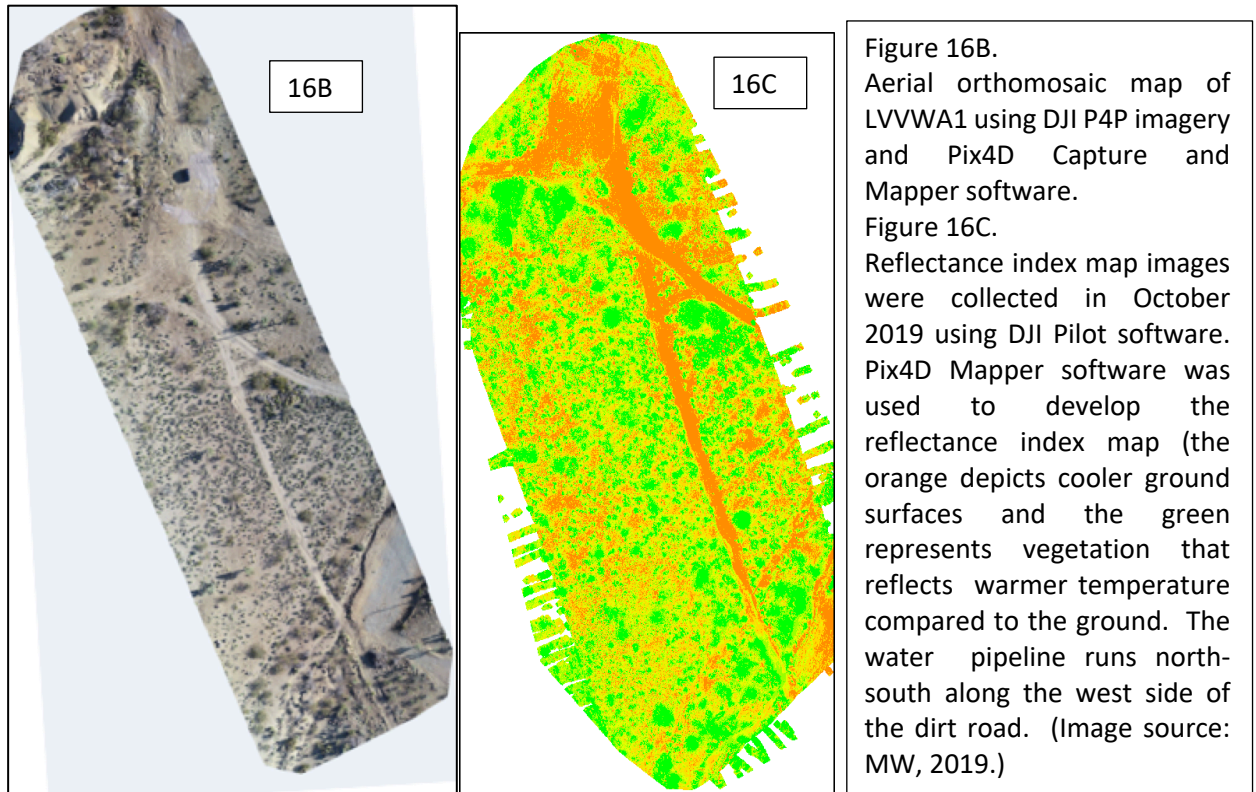 16B
16C
Figure 16B.
Aerial orthomosaic map of
LVVWA1 using DJI P4P imagery
and Pix4D Capture and
Mapper software.
Figure 16C.
Reflectance index map images
were collected in October
2019 using DJI Pilot software.
Pix4D Mapper software was
used to develop the
reflectance index map (the
orange depicts cooler ground
surfaces and the green
represents vegetation that
reflects warmer temperature
compared to the ground. The
water pipeline runs north-
south along the west side of
the dirt road. (Image source:
MW, 2019.)